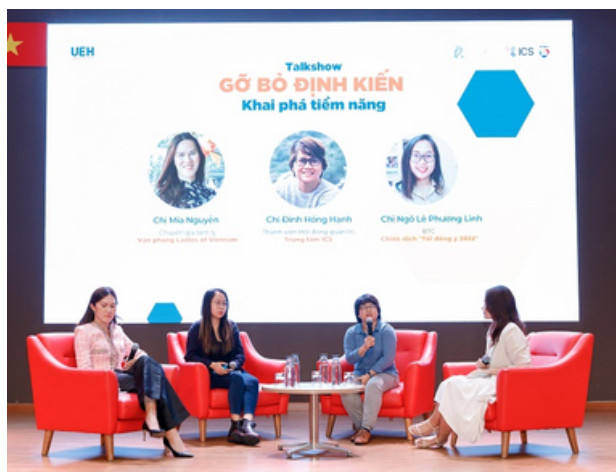 UEH
ICS
Talkshow
GỠ BỎ ĐỊNH KIẾN
Khai phá tiềm năng
Chị Mia Nguyễn
Chuyên gia tâm lý
Văn phòng Ladies of Vietnam
Chị Đinh Hồng Hạnh
Thành viên Hội đồng quản trị
Trung tâm ICS
Chị Ngô Lê Phương Linh
BTC
Chiến dịch "Tôi đồng ý 2022"